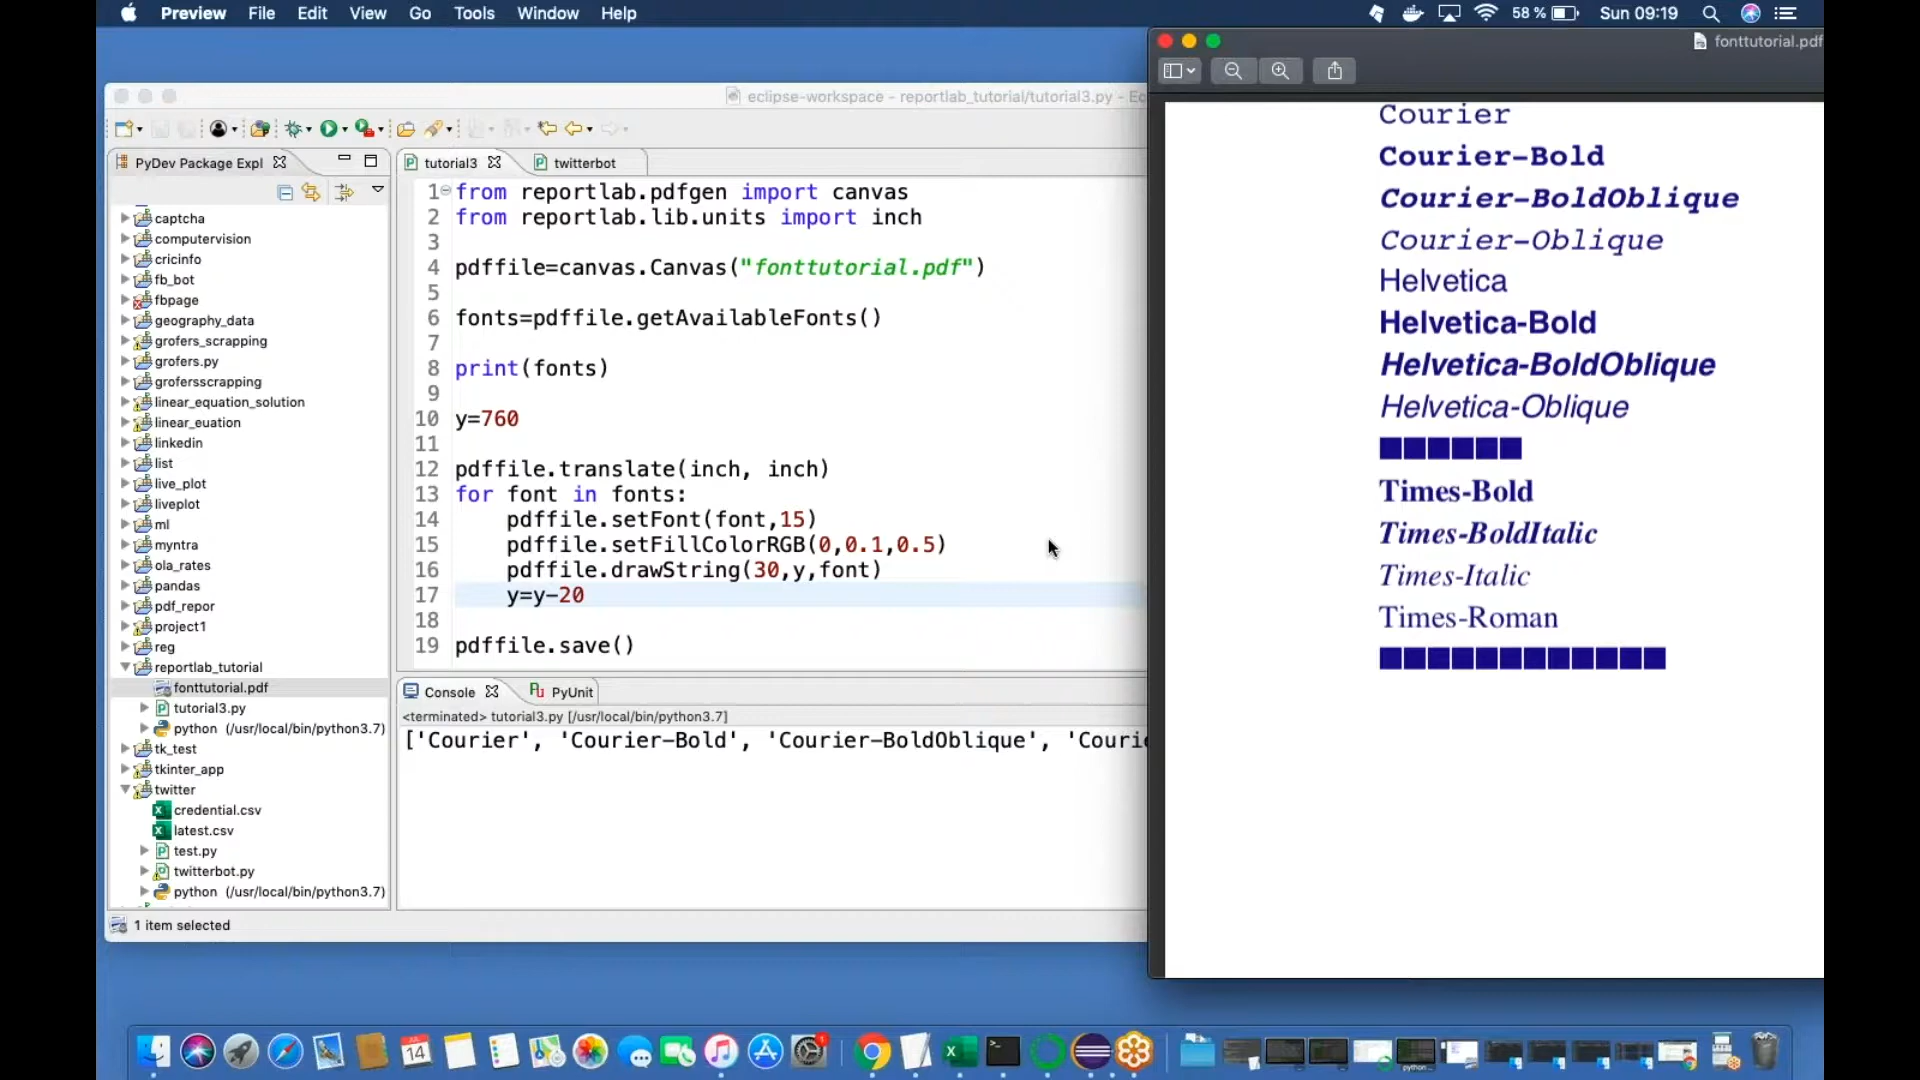 Preview File Edit View Go Tools Window Help
58 % Sun 09:19
eclipse-workspace - reportlab_tutorial/tutorial3.py - Ec
PyDev Package Expl
captcha
computervision
cricinfo
fb_bot
fbpage
geography_data
grofers_scrapping
grofers.py
grofersscrapping
linear_equation_solution
linear_euation
linkedin
list
live_plot
liveplot
ml
myntra
ola_rates
pandas
pdf_repor
project1
reg
reportlab_tutorial
fonttutorial.pdf
tutorial3.py
python (/usr/local/bin/python3.7)
tk_test
tkinter_app
twitter
credential.csv
latest.csv
test.py
twitterbot.py
python (/usr/local/bin/python3.7)
1 item selected
tutorial3
twitterbot
1 from reportlab.pdfgen import canvas
2 from reportlab.lib.units import inch
3
4 pdffile=canvas.Canvas("fonttutorial.pdf")
5
6 fonts=pdffile.getAvailableFonts()
7
8 print(fonts)
9
10 y=760
11
12 pdffile.translate(inch, inch)
13 for font in fonts:
14 pdffile.setFont(font,15)
15 pdffile.setFillColorRGB(0,0.1,0.5)
16 pdffile.drawString(30,y,font)
17 y=y-20
18
19 pdffile.save()
Console
PyUnit
<terminated> tutorial3.py [/usr/local/bin/python3.7]
['Courier', 'Courier-Bold', 'Courier-BoldOblique', 'Courie
fonttutorial.pdf
Courier
Courier-Bold
Courier-BoldOblique
Courier-Oblique
Helvetica
Helvetica-Bold
Helvetica-BoldOblique
Helvetica-Oblique
Times-Bold
Times-BoldItalic
Times-Italic
Times-Roman
14
1
python...